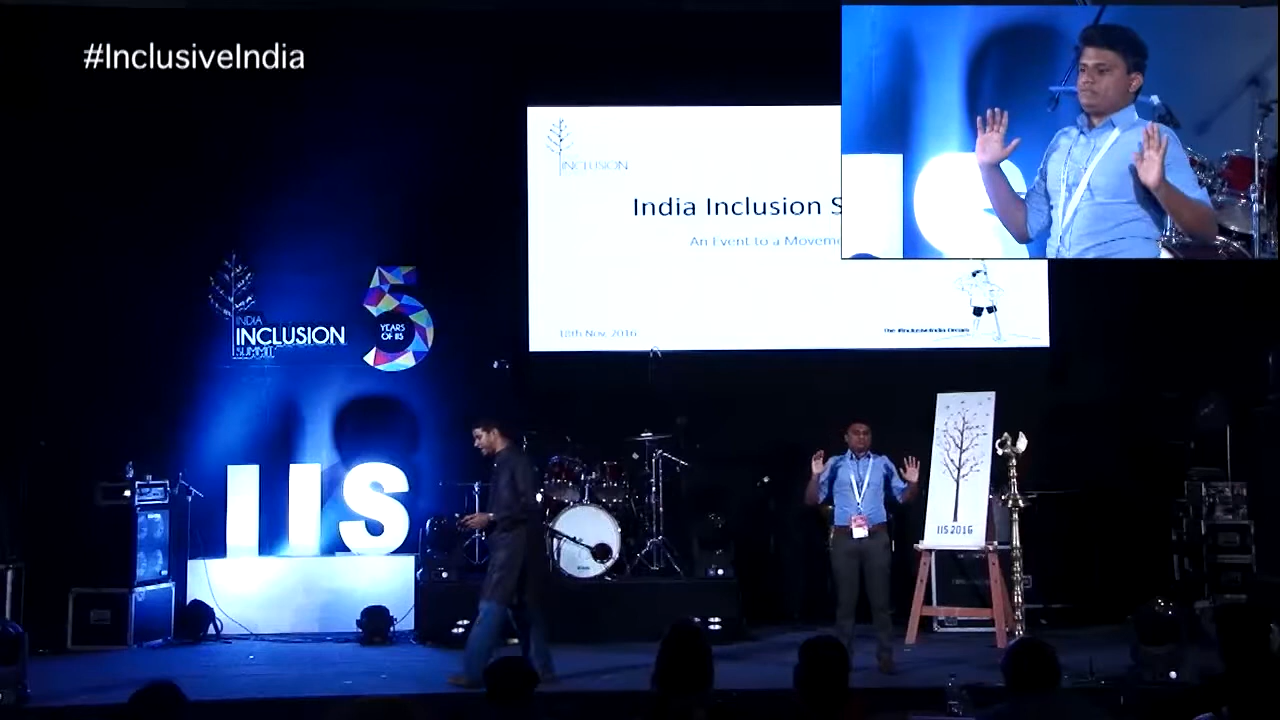 #InclusiveIndia
INCLUSION
India Inclusion S
An Event to a Moveme
18th Nov, 2016
INDIA
INCLUSION
SUMMIT
5
YEARS
OF IIS
IIS
IIS 2016